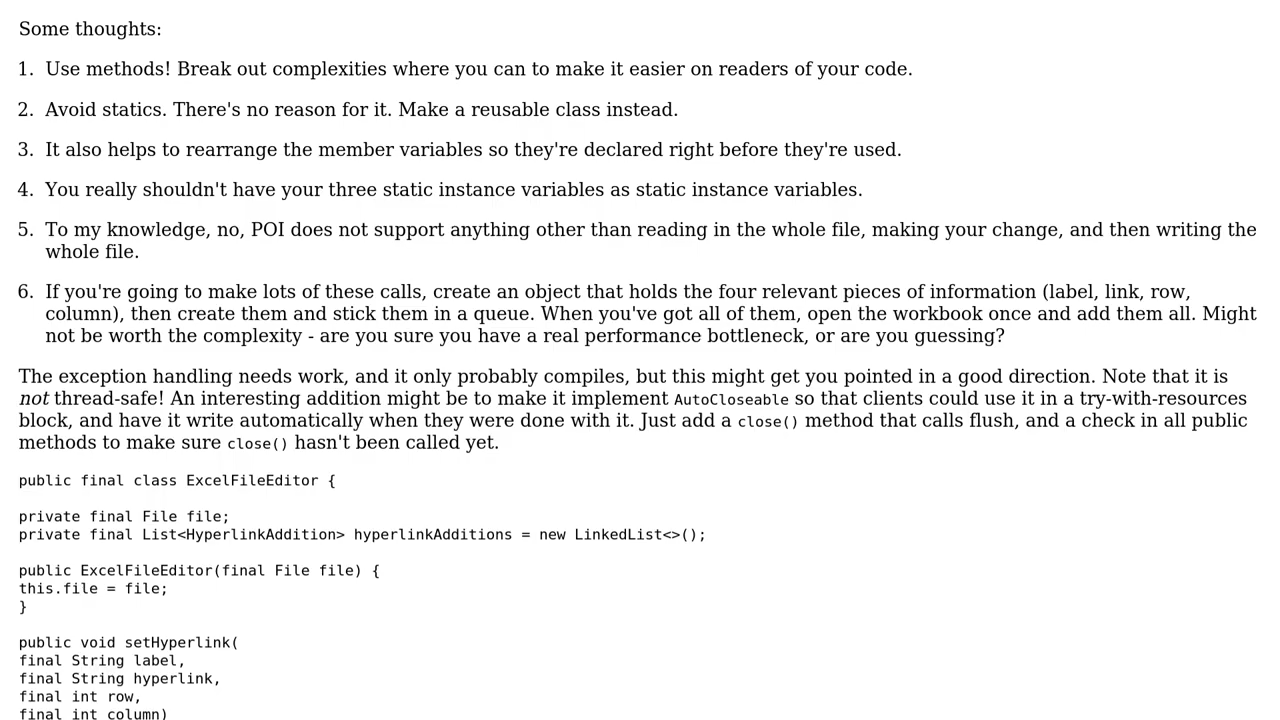 Some thoughts:
1. Use methods! Break out complexities where you can to make it easier on readers of your code.
2. Avoid statics. There's no reason for it. Make a reusable class instead.
3. It also helps to rearrange the member variables so they're declared right before they're used.
4. You really shouldn't have your three static instance variables as static instance variables.
5. To my knowledge, no, POI does not support anything other than reading in the whole file, making your change, and then writing the
whole file.
6. If you're going to make lots of these calls, create an object that holds the four relevant pieces of information (label, link, row,
column), then create them and stick them in a queue. When you've got all of them, open the workbook once and add them all. Might
not be worth the complexity - are you sure you have a real performance bottleneck, or are you guessing?
The exception handling needs work, and it only probably compiles, but this might get you pointed in a good direction. Note that it is
not thread-safe! An interesting addition might be to make it implement AutoCloseable so that clients could use it in a try-with-resources
block, and have it write automatically when they were done with it. Just add a close() method that calls flush, and a check in all public
methods to make sure close() hasn't been called yet.
public final class ExcelFileEditor {
private final File file;
private final List<HyperlinkAddition> hyperlinkAdditions = new LinkedList<>();
public ExcelFileEditor(final File file) {
this.file = file;
}
public void setHyperlink(
final String label,
final String hyperlink,
final int row,
final int column)